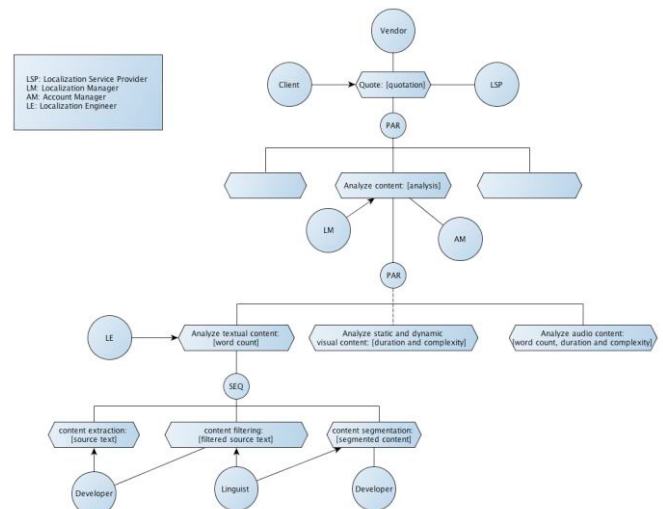 Vendor
LSP: Localization Service Provider
LM: Localization Manager
AM: Account Manager
LE: Localization Engineer
Client
Quote: [quotation]
LSP
PAR
Analyze content: [analysis]
LM
AM
PAR
LE
Analyze textual content:
[word count]
Analyze static and dynamic
visual content: [duration and complexity]
Analyze audio content:
[word count, duration and complexity]
SEQ
content extraction:
[source text]
content filtering:
[filtered source text]
content segmentation:
[segmented content]
Developer
Linguist
Developer